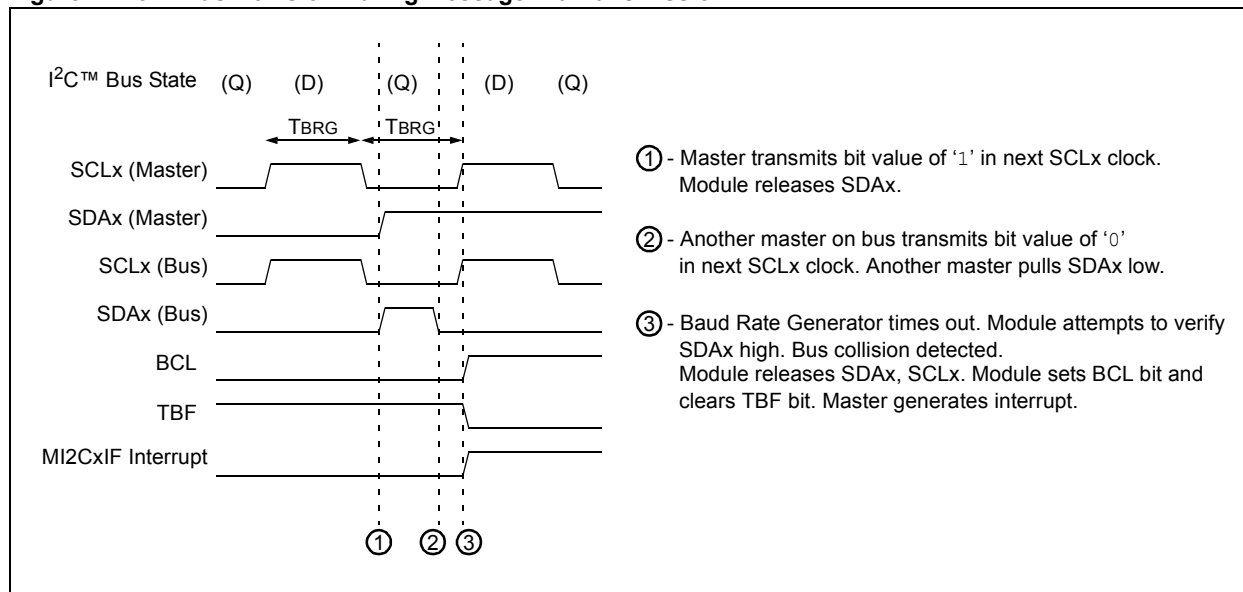 I²C™ Bus State (Q) (D) (Q) (D) (Q)
TBRG TBRG
SCLx (Master)
SDAx (Master)
SCLx (Bus)
SDAx (Bus)
BCL
TBF
MI2CxIF Interrupt
1 2 3
1 - Master transmits bit value of ‘1’ in next SCLx clock.
Module releases SDAx.
2 - Another master on bus transmits bit value of ‘0’
in next SCLx clock. Another master pulls SDAx low.
3 - Baud Rate Generator times out. Module attempts to verify
SDAx high. Bus collision detected.
Module releases SDAx, SCLx. Module sets BCL bit and
clears TBF bit. Master generates interrupt.